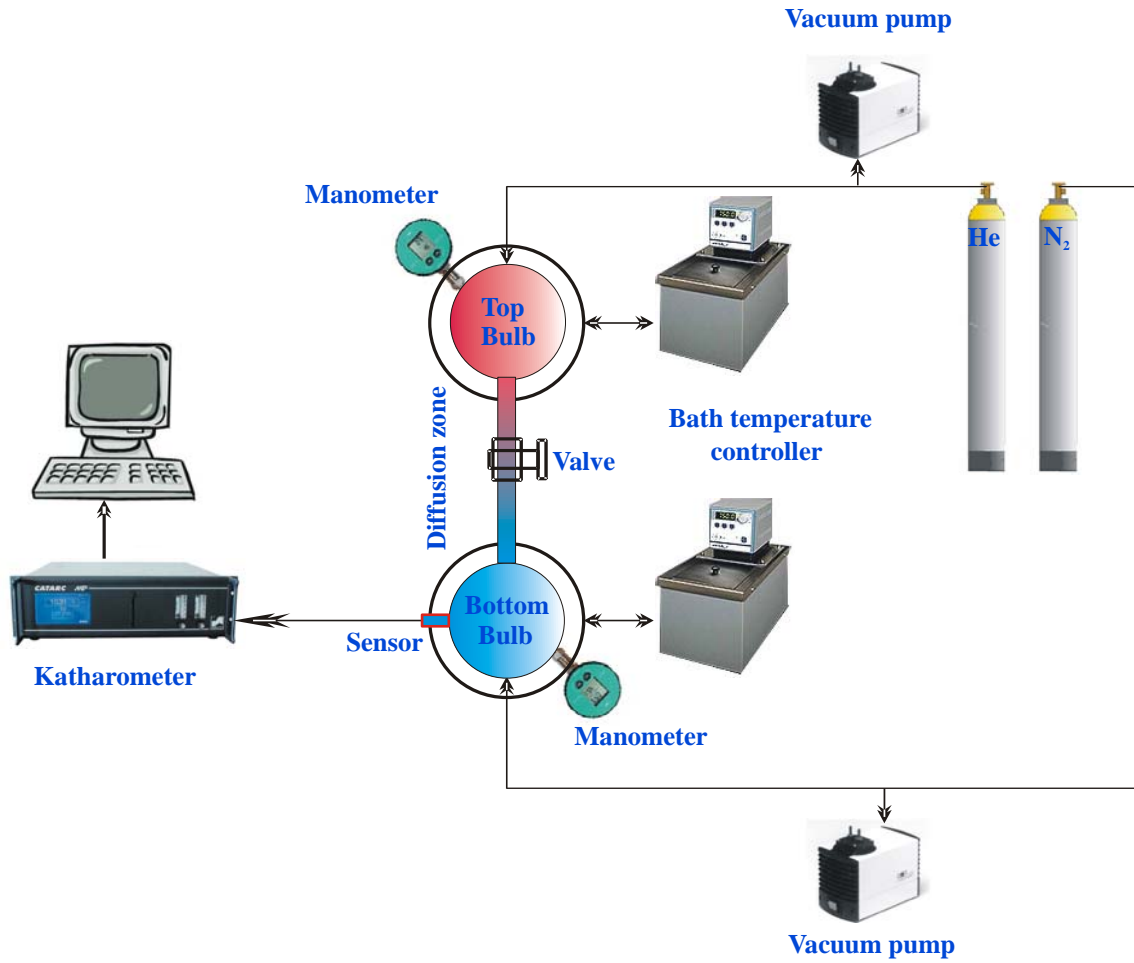 Vacuum pump
Manometer
He
N₂
Top
Bulb
Diffusion zone
Bath temperature
controller
Valve
CATARC
Bottom
Bulb
Sensor
Katharometer
Manometer
Vacuum pump